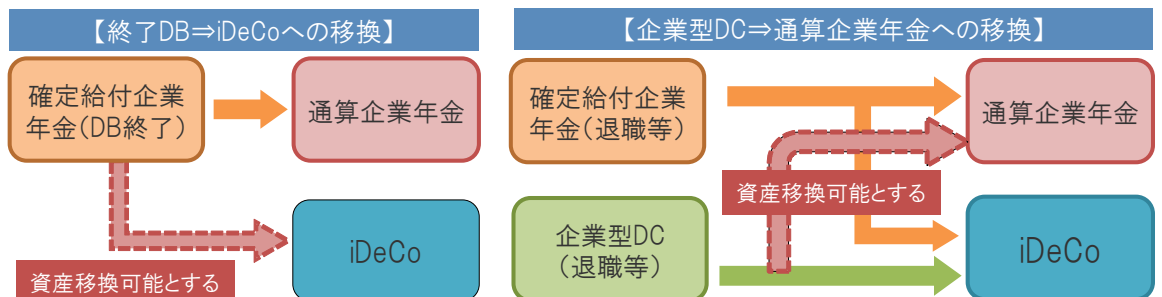 【終了DB⇒iDeCoへの移換】
確定給付企業
年金(DB終了)
通算企業年金
iDeCo
資産移換可能とする
【企業型DC⇒通算企業年金への移換】
確定給付企業
年金(退職等)
通算企業年金
資産移換可能とする
企業型DC
(退職等)
iDeCo